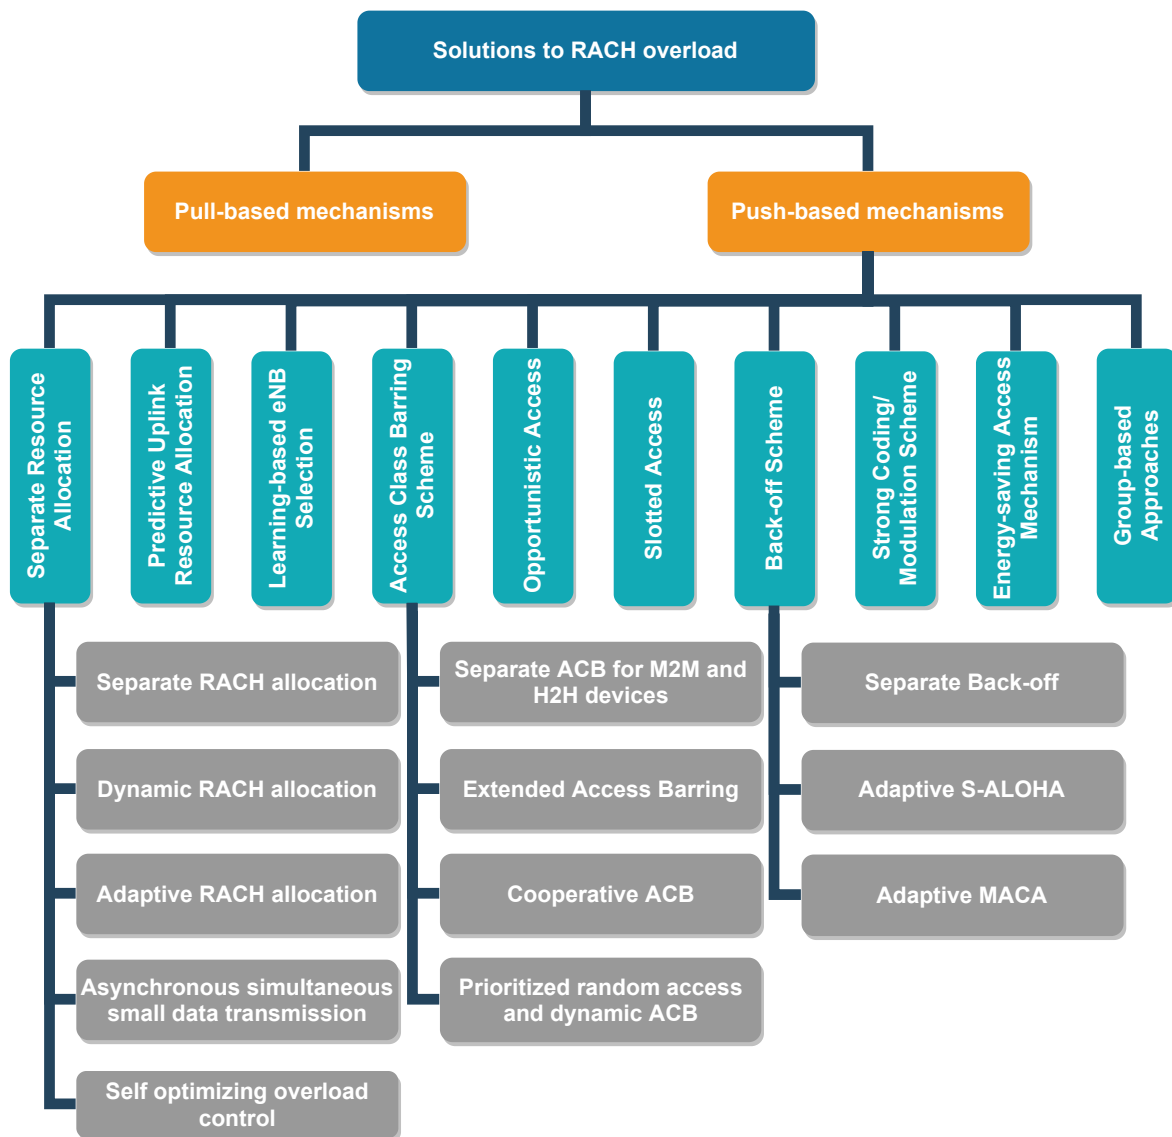 Solutions to RACH overload
Pull-based mechanisms
Push-based mechanisms
Separate Resource
Allocation
Predictive Uplink
Resource Allocation
Learning-based eNB
Selection
Access Class Barring
Scheme
Opportunistic Access
Slotted Access
Back-off Scheme
Strong Coding/
Modulation Scheme
Energy-saving Access
Mechanism
Group-based
Approaches
Separate RACH allocation
Dynamic RACH allocation
Adaptive RACH allocation
Asynchronous simultaneous
small data transmission
Self optimizing overload
control
Separate ACB for M2M and
H2H devices
Extended Access Barring
Cooperative ACB
Prioritized random access
and dynamic ACB
Separate Back-off
Adaptive S-ALOHA
Adaptive MACA